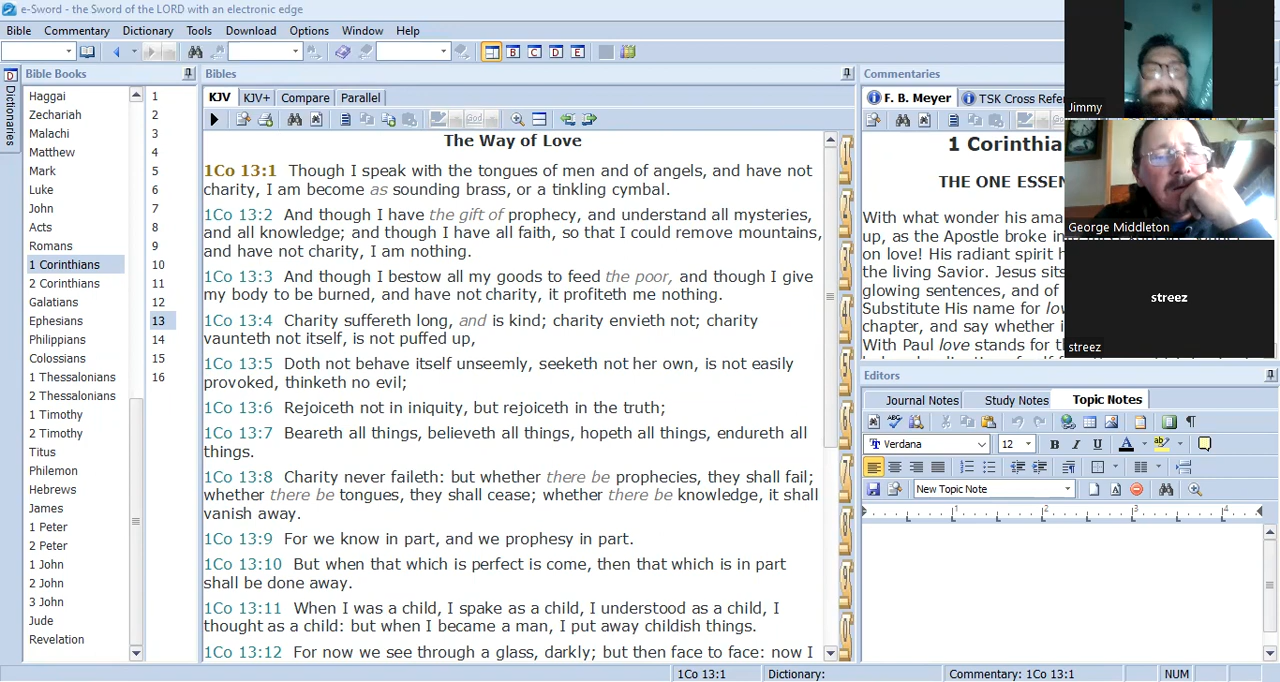 e-Sword - the Sword of the LORD with an electronic edge
Bible Commentary Dictionary Tools Download Options Window Help
B C D E
D Dictionaries
Bible Books
Haggai
Zechariah
Malachi
Matthew
Mark
Luke
John
Acts
Romans
1 Corinthians
2 Corinthians
Galatians
Ephesians
Philippians
Colossians
1 Thessalonians
2 Thessalonians
1 Timothy
2 Timothy
Titus
Philemon
Hebrews
James
1 Peter
2 Peter
1 John
2 John
3 John
Jude
Revelation
1
2
3
4
5
6
7
8
9
10
11
12
13
14
15
16
Bibles
KJV KJV+ Compare Parallel
The Way of Love
1Co 13:1 Though I speak with the tongues of men and of angels, and have not
charity, I am become as sounding brass, or a tinkling cymbal.
1Co 13:2 And though I have the gift of prophecy, and understand all mysteries,
and all knowledge; and though I have all faith, so that I could remove mountains,
and have not charity, I am nothing.
1Co 13:3 And though I bestow all my goods to feed the poor, and though I give
my body to be burned, and have not charity, it profiteth me nothing.
1Co 13:4 Charity suffereth long, and is kind; charity envieth not; charity
vaunteth not itself, is not puffed up,
1Co 13:5 Doth not behave itself unseemly, seeketh not her own, is not easily
provoked, thinketh no evil;
1Co 13:6 Rejoiceth not in iniquity, but rejoiceth in the truth;
1Co 13:7 Beareth all things, believeth all things, hopeth all things, endureth all
things.
1Co 13:8 Charity never faileth: but whether there be prophecies, they shall fail;
whether there be tongues, they shall cease; whether there be knowledge, it shall
vanish away.
1Co 13:9 For we know in part, and we prophesy in part.
1Co 13:10 But when that which is perfect is come, then that which is in part
shall be done away.
1Co 13:11 When I was a child, I spake as a child, I understood as a child, I
thought as a child: but when I became a man, I put away childish things.
1Co 13:12 For now we see through a glass, darkly; but then face to face: now I
Commentaries
F. B. Meyer TSK Cross Refer
1 Corinthia
THE ONE ESSEN
With what wonder his ama
up, as the Apostle broke in
on love! His radiant spirit h
the living Savior. Jesus sits
glowing sentences, and of
Substitute His name for lov
chapter, and say whether i
With Paul love stands for th
Jimmy
George Middleton
streez
streez
Editors
Journal Notes Study Notes Topic Notes
Verdana 12 B I U A ab
New Topic Note
1 2 3 4
1Co 13:1 Dictionary: Commentary: 1Co 13:1 NUM